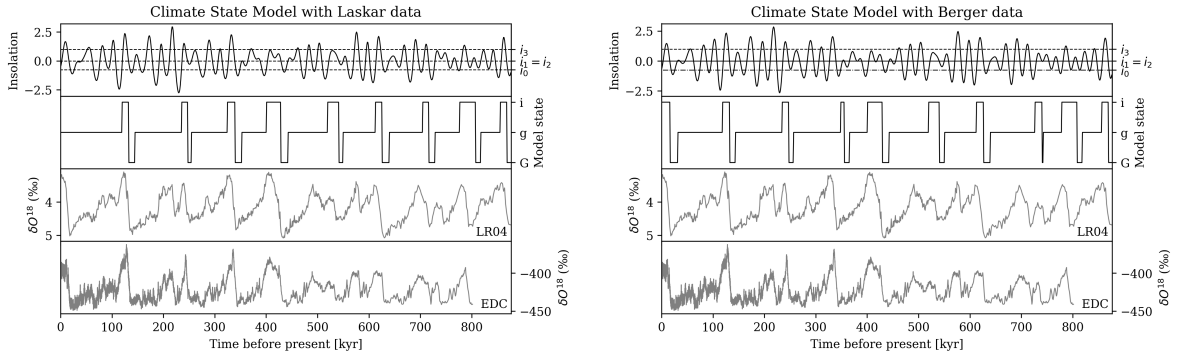 Climate State Model with Laskar data
Insolation
2.5
0.0
−2.5
i₃
i₁ = i₂
i₀
i
g
G
Model state
δO¹⁸ (‰)
4
5
LR04
−400
−450
δO¹⁸ (‰)
EDC
0 100 200 300 400 500 600 700 800
Time before present [kyr]
Climate State Model with Berger data
Insolation
2.5
0.0
−2.5
i₃
i₁ = i₂
i₀
i
g
G
Model state
δO¹⁸ (‰)
4
5
LR04
−400
−450
δO¹⁸ (‰)
EDC
0 100 200 300 400 500 600 700 800
Time before present [kyr]